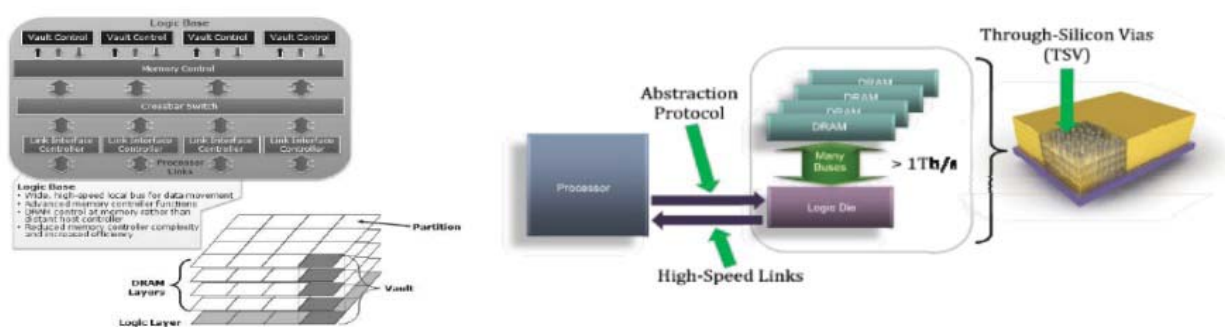 Logic Base
Vault Control Vault Control Vault Control Vault Control
Memory Control
Crossbar Switch
Link Interface Controller Link Interface Controller Link Interface Controller Link Interface Controller
Processor Links
Logic Base
• Wide, high-speed local bus for data movement
• Advanced memory controller functions
• DRAM control at memory rather than
distant host controller
• Reduced memory controller complexity
and increased efficiency
Partition
DRAM
Layers
Vault
Logic Layer
Processor
Abstraction
Protocol
High-Speed Links
DRAM
DRAM
DRAM
DRAM
Many
Buses
Logic Die
> 1Tb/s
Through-Silicon Vias
(TSV)